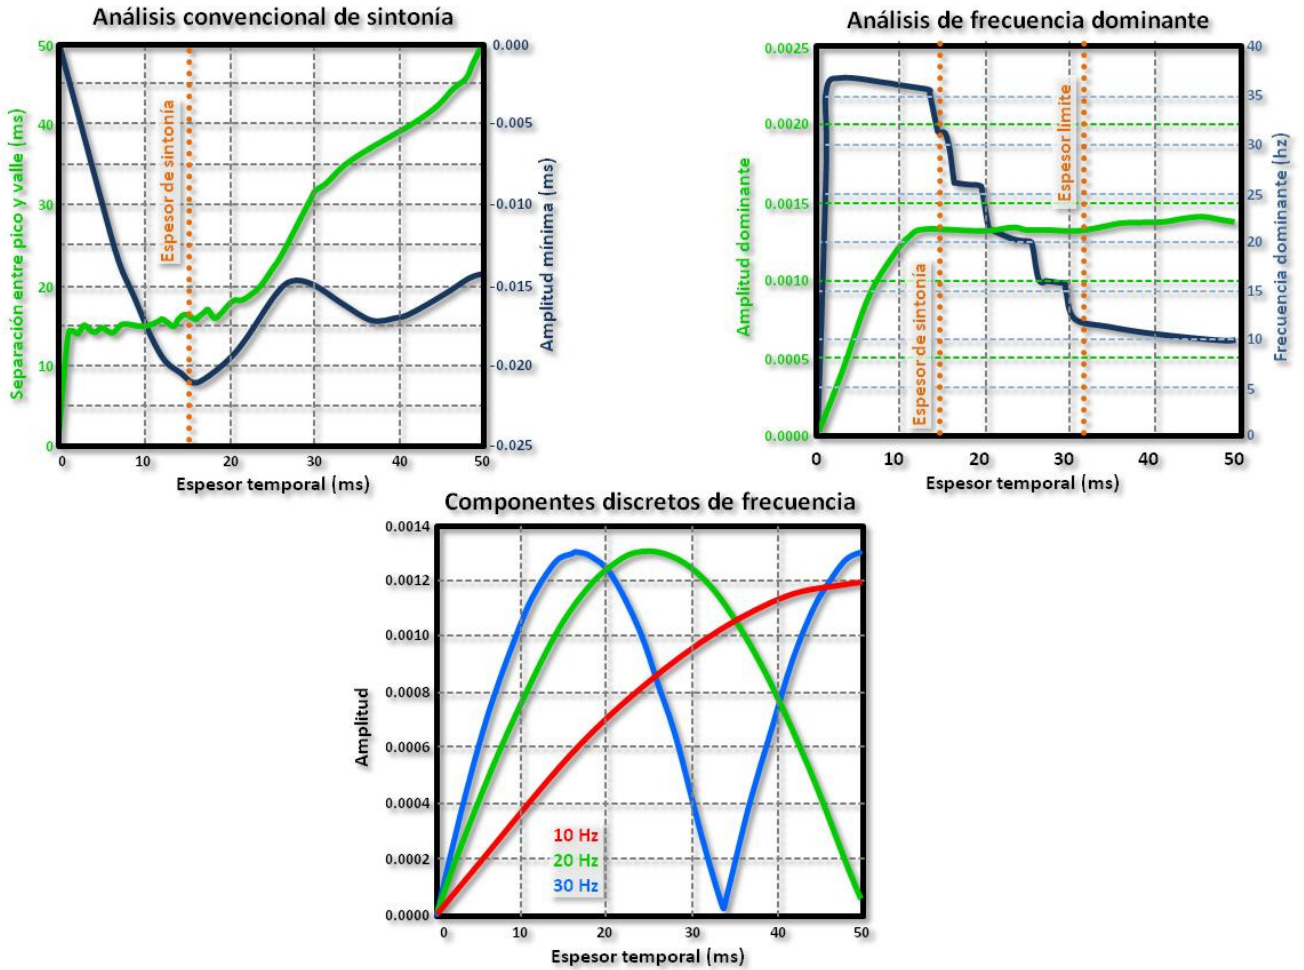 Análisis convencional de sintonía
50
40
30
20
10
0
Separación entre pico y valle (ms)
Espesor de sintonía
0.000
-0.005
-0.010
-0.015
-0.020
-0.025
Amplitud mínima (ms)
0 10 20 30 40 50
Espesor temporal (ms)
Análisis de frecuencia dominante
0.0025
0.0020
0.0015
0.0010
0.0005
0.0000
Amplitud dominante
Espesor de sintonía
Espesor límite
40
35
30
25
20
15
10
5
0
Frecuencia dominante (hz)
0 10 20 30 40 50
Espesor temporal (ms)
Componentes discretos de frecuencia
0.0014
0.0012
0.0010
0.0008
0.0006
0.0004
0.0002
0.0000
Amplitud
10 Hz
20 Hz
30 Hz
0 10 20 30 40 50
Espesor temporal (ms)